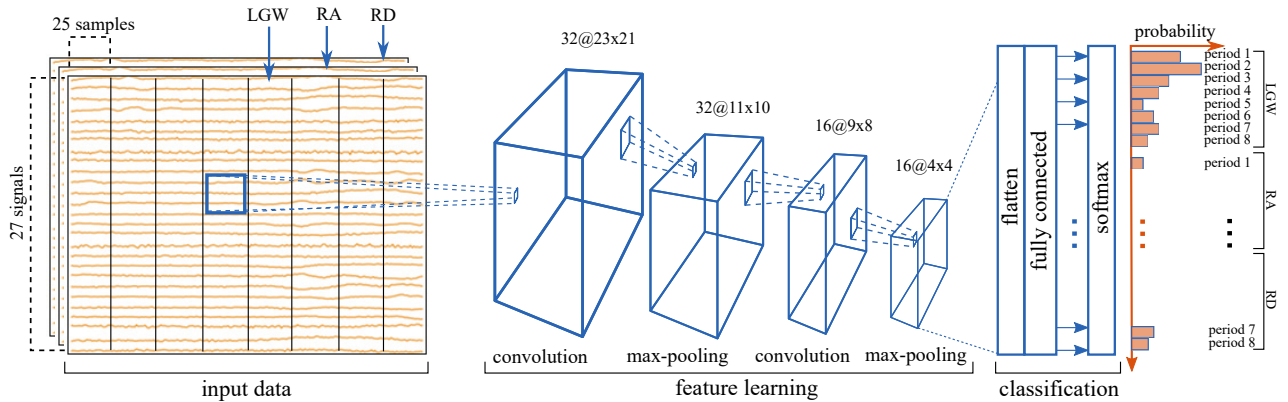 25 samples
LGW
RA
RD
27 signals
input data
32@23x21
32@11x10
16@9x8
16@4x4
convolution
max-pooling
convolution
max-pooling
feature learning
flatten
fully connected
softmax
classification
probability
period 1
period 2
period 3
period 4
period 5
period 6
period 7
period 8
LGW
period 1
RA
RD
period 7
period 8